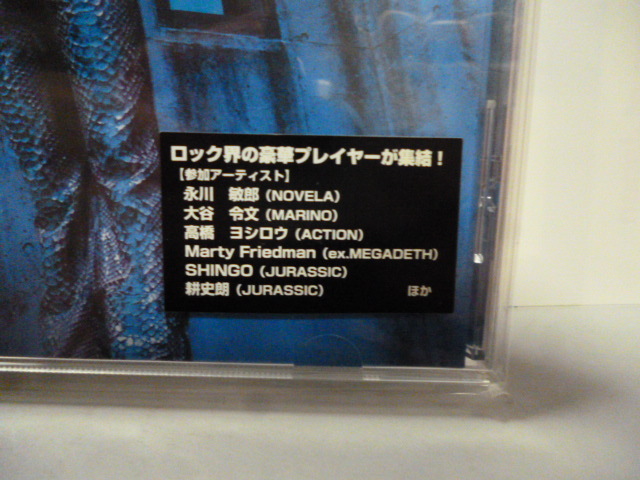 ロック界の豪華プレイヤーが集結！
【参加アーティスト】
永川　敏郎（NOVELA）
大谷　令文（MARINO）
高橋　ヨシロウ（ACTION）
Marty Friedman（ex.MEGADETH）
SHINGO（JURASSIC）
耕史朗（JURASSIC）　ほか